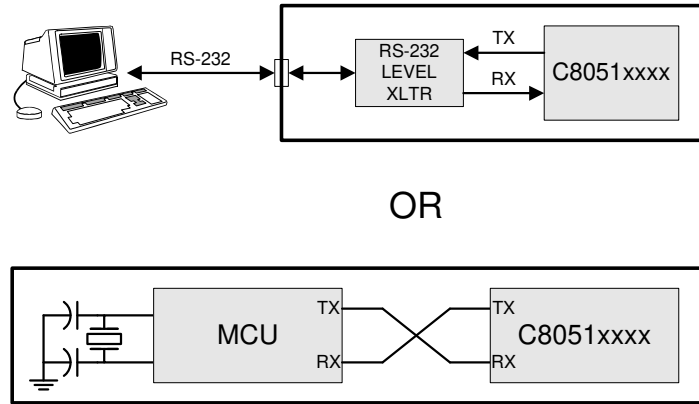 RS-232
RS-232
LEVEL
XLTR
TX
RX
C8051xxxx
OR
MCU
TX
RX
TX
RX
C8051xxxx